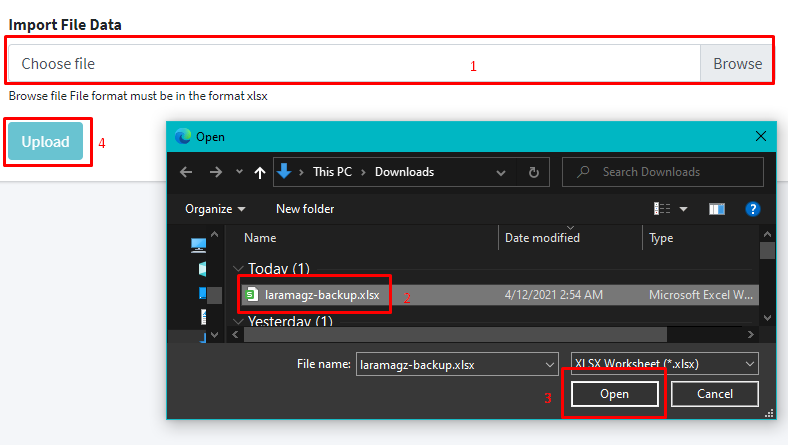 Import File Data
Choose file
1
Browse
Browse file File format must be in the format xlsx
Upload
4
Open
This PC
Downloads
Search Downloads
Organize
New folder
?
Name
Date modified
Type
Today (1)
laramagz-backup.xlsx
2
4/12/2021 2:54 AM
Microsoft Excel W...
Yesterday (1)
File name:
laramagz-backup.xlsx
XLSX Worksheet (*.xlsx)
3
Open
Cancel